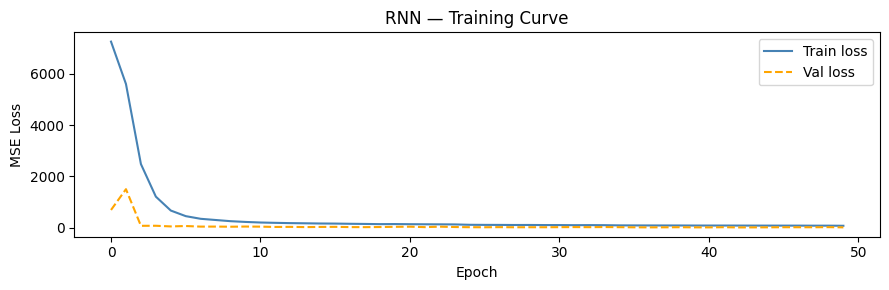 RNN — Training Curve
MSE Loss
6000
4000
2000
0
Train loss
Val loss
0 10 20 30 40 50
Epoch